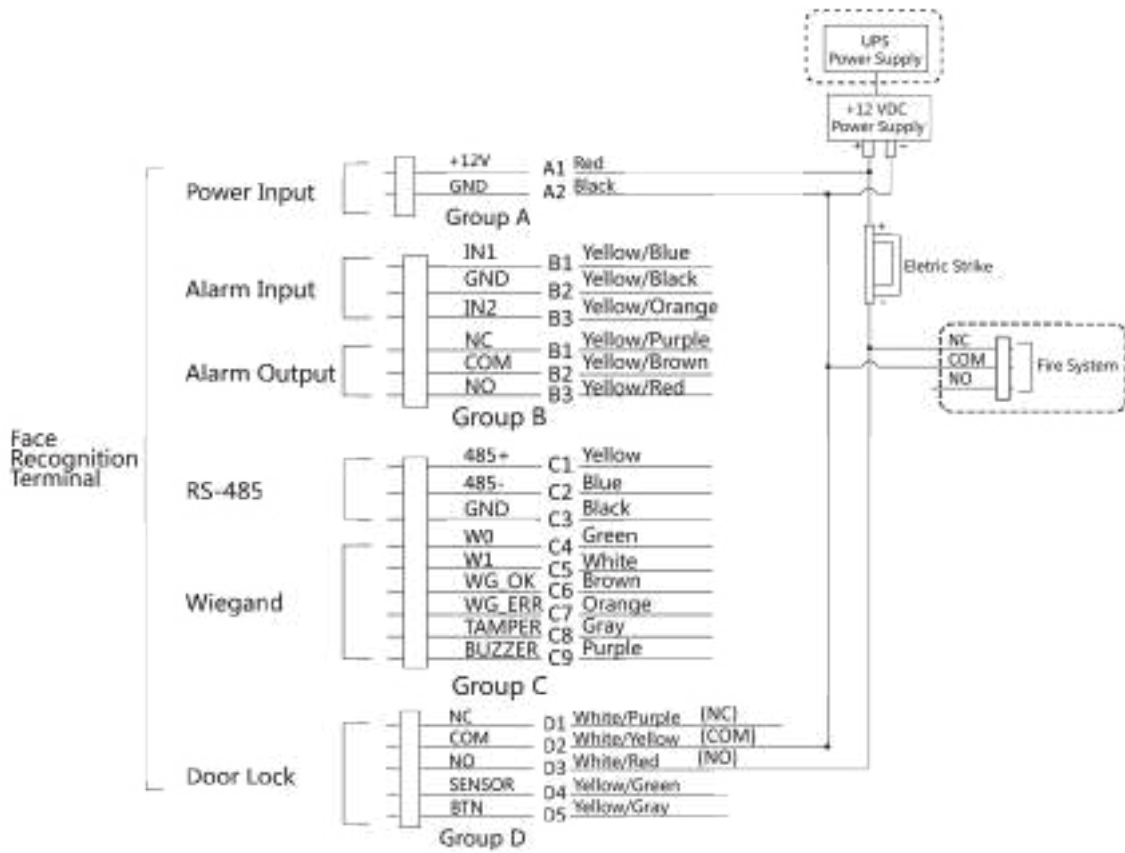 UPS
Power Supply
+12 VDC
Power Supply
+ -
Power Input
+12V A1 Red
GND A2 Black
Group A
+
Eletric Strike
-
Alarm Input
IN1 B1 Yellow/Blue
GND B2 Yellow/Black
IN2 B3 Yellow/Orange
Alarm Output
NC B1 Yellow/Purple
COM B2 Yellow/Brown
NO B3 Yellow/Red
Group B
NC
COM
NO
Fire System
Face
Recognition
Terminal
RS-485
485+ C1 Yellow
485- C2 Blue
GND C3 Black
Wiegand
W0 C4 Green
W1 C5 White
WG_OK C6 Brown
WG_ERR C7 Orange
TAMPER C8 Gray
BUZZER C9 Purple
Group C
Door Lock
NC D1 White/Purple (NC)
COM D2 White/Yellow (COM)
NO D3 White/Red (NO)
SENSOR D4 Yellow/Green
BTN D5 Yellow/Gray
Group D